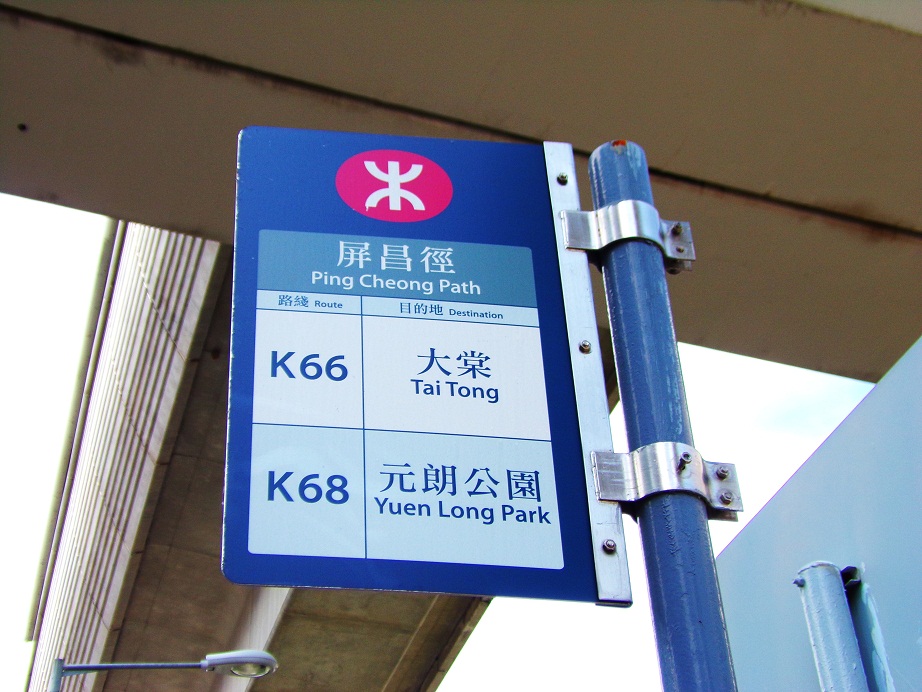 屏昌徑
Ping Cheong Path
路綫 Route
目的地 Destination
K66
大棠
Tai Tong
K68
元朗公園
Yuen Long Park